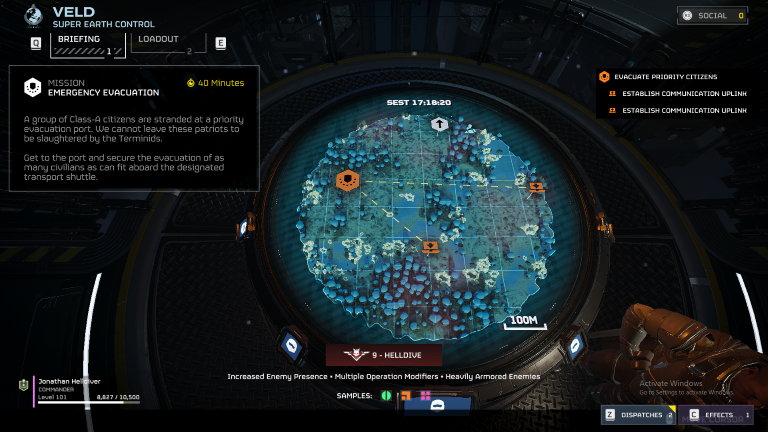 VELD
SUPER EARTH CONTROL
SOCIAL 0
Q BRIEFING 1 LOADOUT 2 E
MISSION
EMERGENCY EVACUATION
40 Minutes
A group of Class-A citizens are stranded at a priority
evacuation port. We cannot leave these patriots to
be slaughtered by the Terminids.
Get to the port and secure the evacuation of as
many civilians as can fit aboard the designated
transport shuttle.
EVACUATE PRIORITY CITIZENS
ESTABLISH COMMUNICATION UPLINK
ESTABLISH COMMUNICATION UPLINK
SEST 17:18:20
100M
9 - HELLDIVE
Increased Enemy Presence • Multiple Operation Modifiers • Heavily Armored Enemies
SAMPLES:
Jonathan Helldiver
COMMANDER
Level 101 8,827 / 10,500
Activate Windows
Go to Settings to activate Windows.
Z DISPATCHES 2
C EFFECTS 1
MOVE CURSOR